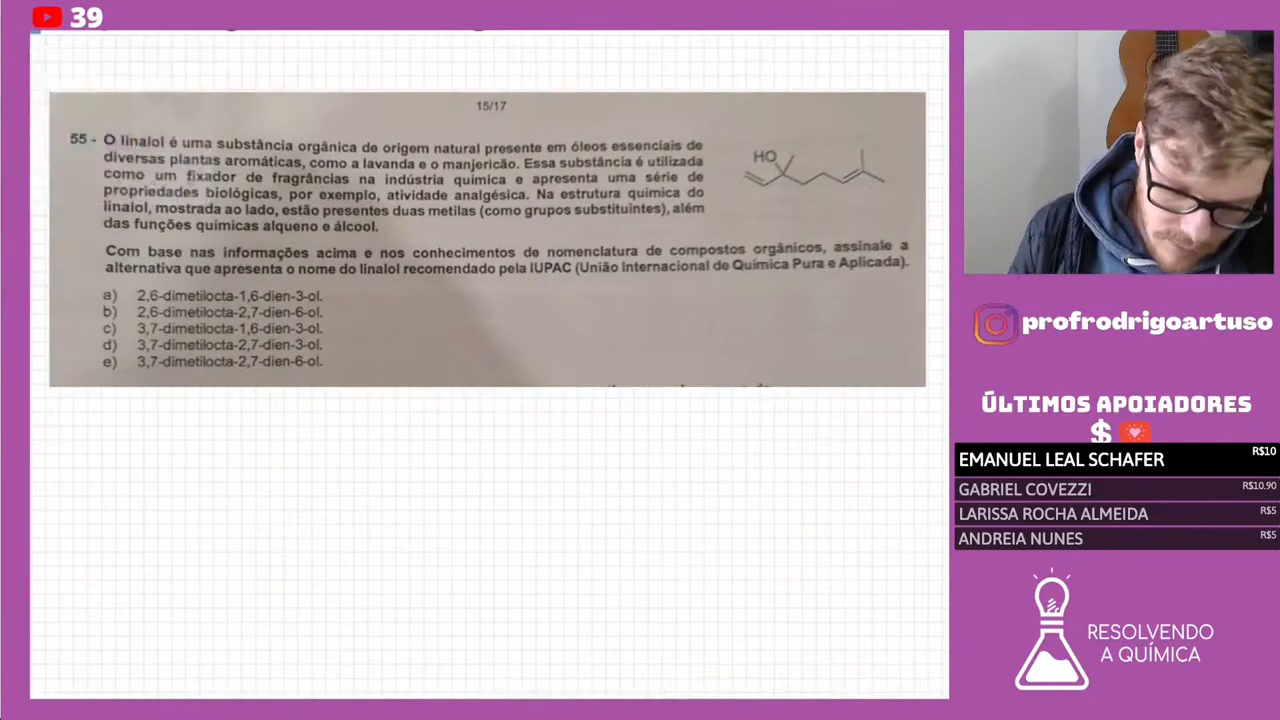 39
15/17
55 - O linalol é uma substância orgânica de origem natural presente em óleos essenciais de
diversas plantas aromáticas, como a lavanda e o manjericão. Essa substância é utilizada
como um fixador de fragrâncias na indústria química e apresenta uma série de
propriedades biológicas, por exemplo, atividade analgésica. Na estrutura química do
linalol, mostrada ao lado, estão presentes duas metilas (como grupos substituintes), além
das funções químicas alqueno e álcool.
HO
Com base nas informações acima e nos conhecimentos de nomenclatura de compostos orgânicos, assinale a
alternativa que apresenta o nome do linalol recomendado pela IUPAC (União Internacional de Química Pura e Aplicada).
a) 2,6-dimetilocta-1,6-dien-3-ol.
b) 2,6-dimetilocta-2,7-dien-6-ol.
c) 3,7-dimetilocta-1,6-dien-3-ol.
d) 3,7-dimetilocta-2,7-dien-3-ol.
e) 3,7-dimetilocta-2,7-dien-6-ol.
profrodrigoartuso
ÚLTIMOS APOIADORES
$
EMANUEL LEAL SCHAFER R$10
GABRIEL COVEZZI R$10.90
LARISSA ROCHA ALMEIDA R$5
ANDREIA NUNES R$5
RESOLVENDO
A QUÍMICA